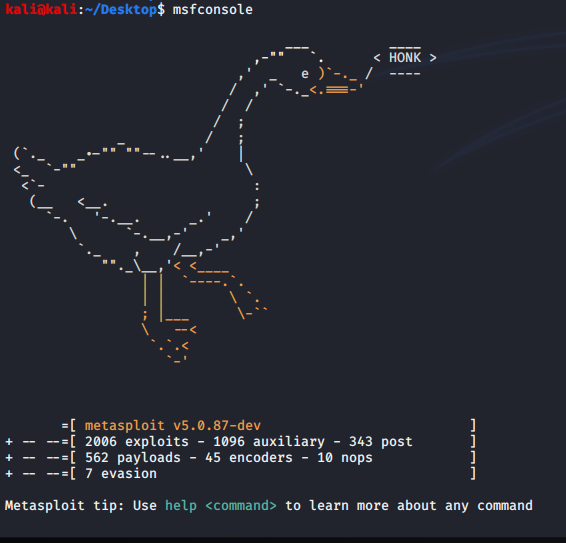 kali@kali:~/Desktop$ msfconsole
< HONK >
e
=[ metasploit v5.0.87-dev ]
+ -- --=[ 2006 exploits - 1096 auxiliary - 343 post ]
+ -- --=[ 562 payloads - 45 encoders - 10 nops ]
+ -- --=[ 7 evasion ]
Metasploit tip: Use help <command> to learn more about any command